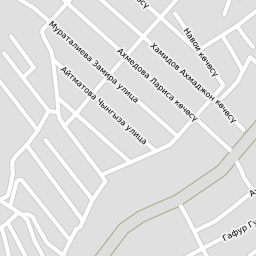 Навои көчөсү
Хамидов Ахмаджон көчөсү
Мураталиева Замира улица
Ахмедова Лариса көчөсү
Айтматова Чынгыза улица
Гафур Гу